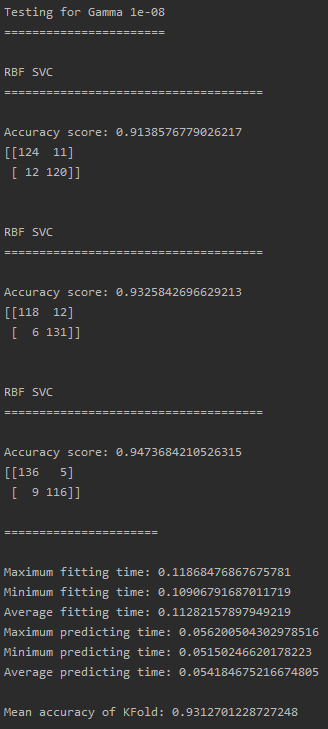 Testing for Gamma 1e-08
=======================
RBF SVC
=====================================
Accuracy score: 0.9138576779026217
[[124  11]
 [ 12 120]]
RBF SVC
=====================================
Accuracy score: 0.9325842696629213
[[118  12]
 [  6 131]]
RBF SVC
=====================================
Accuracy score: 0.9473684210526315
[[136   5]
 [  9 116]]
======================
Maximum fitting time: 0.11868476867675781
Minimum fitting time: 0.10906791687011719
Average fitting time: 0.11282157897949219
Maximum predicting time: 0.056200504302978516
Minimum predicting time: 0.05150246620178223
Average predicting time: 0.054184675216674805
Mean accuracy of KFold: 0.9312701228727248